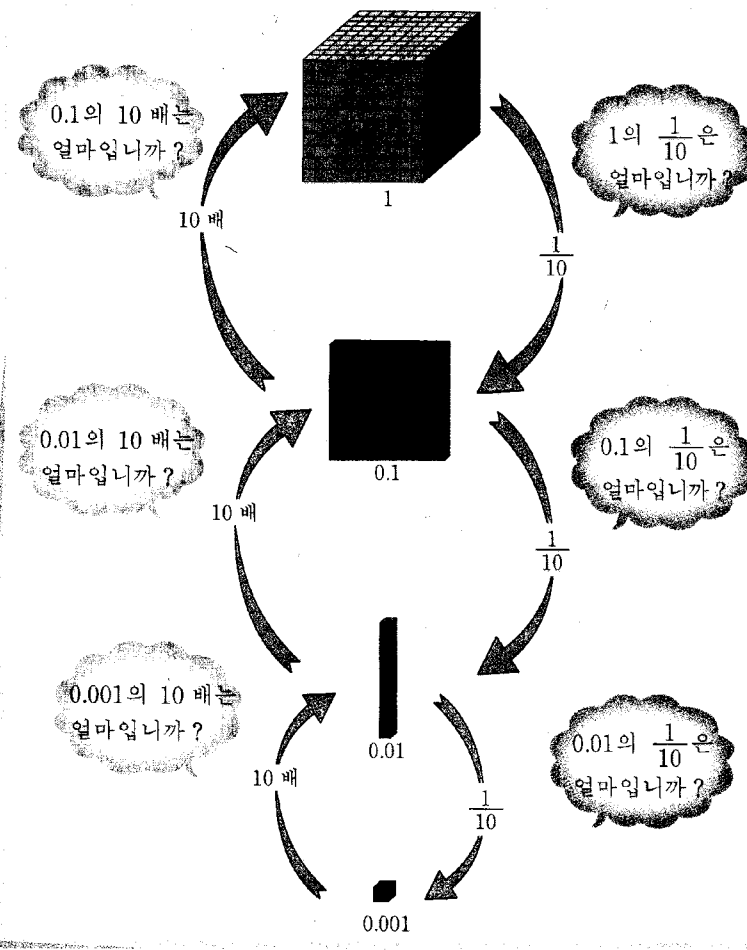 0.1의 10 배는
얼마입니까 ?
1의 1/10 은
얼마입니까 ?
1
10 배
1/10
0.01의 10 배는
얼마입니까 ?
0.1의 1/10 은
얼마입니까 ?
0.1
10 배
1/10
0.001의 10 배는
얼마입니까 ?
0.01의 1/10 은
얼마입니까 ?
0.01
10 배
1/10
0.001